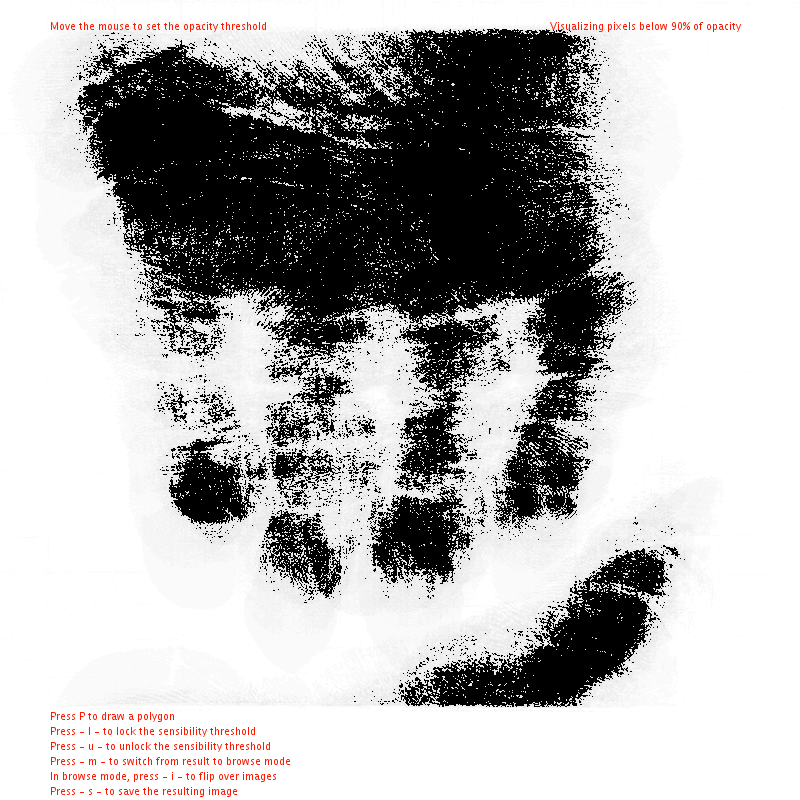 Move the mouse to set the opacity threshold
Visualizing pixels below 90% of opacity
Press P to draw a polygon
Press - l - to lock the sensibility threshold
Press - u - to unlock the sensibility threshold
Press - m - to switch from result to browse mode
In browse mode, press - i - to flip over images
Press - s - to save the resulting image